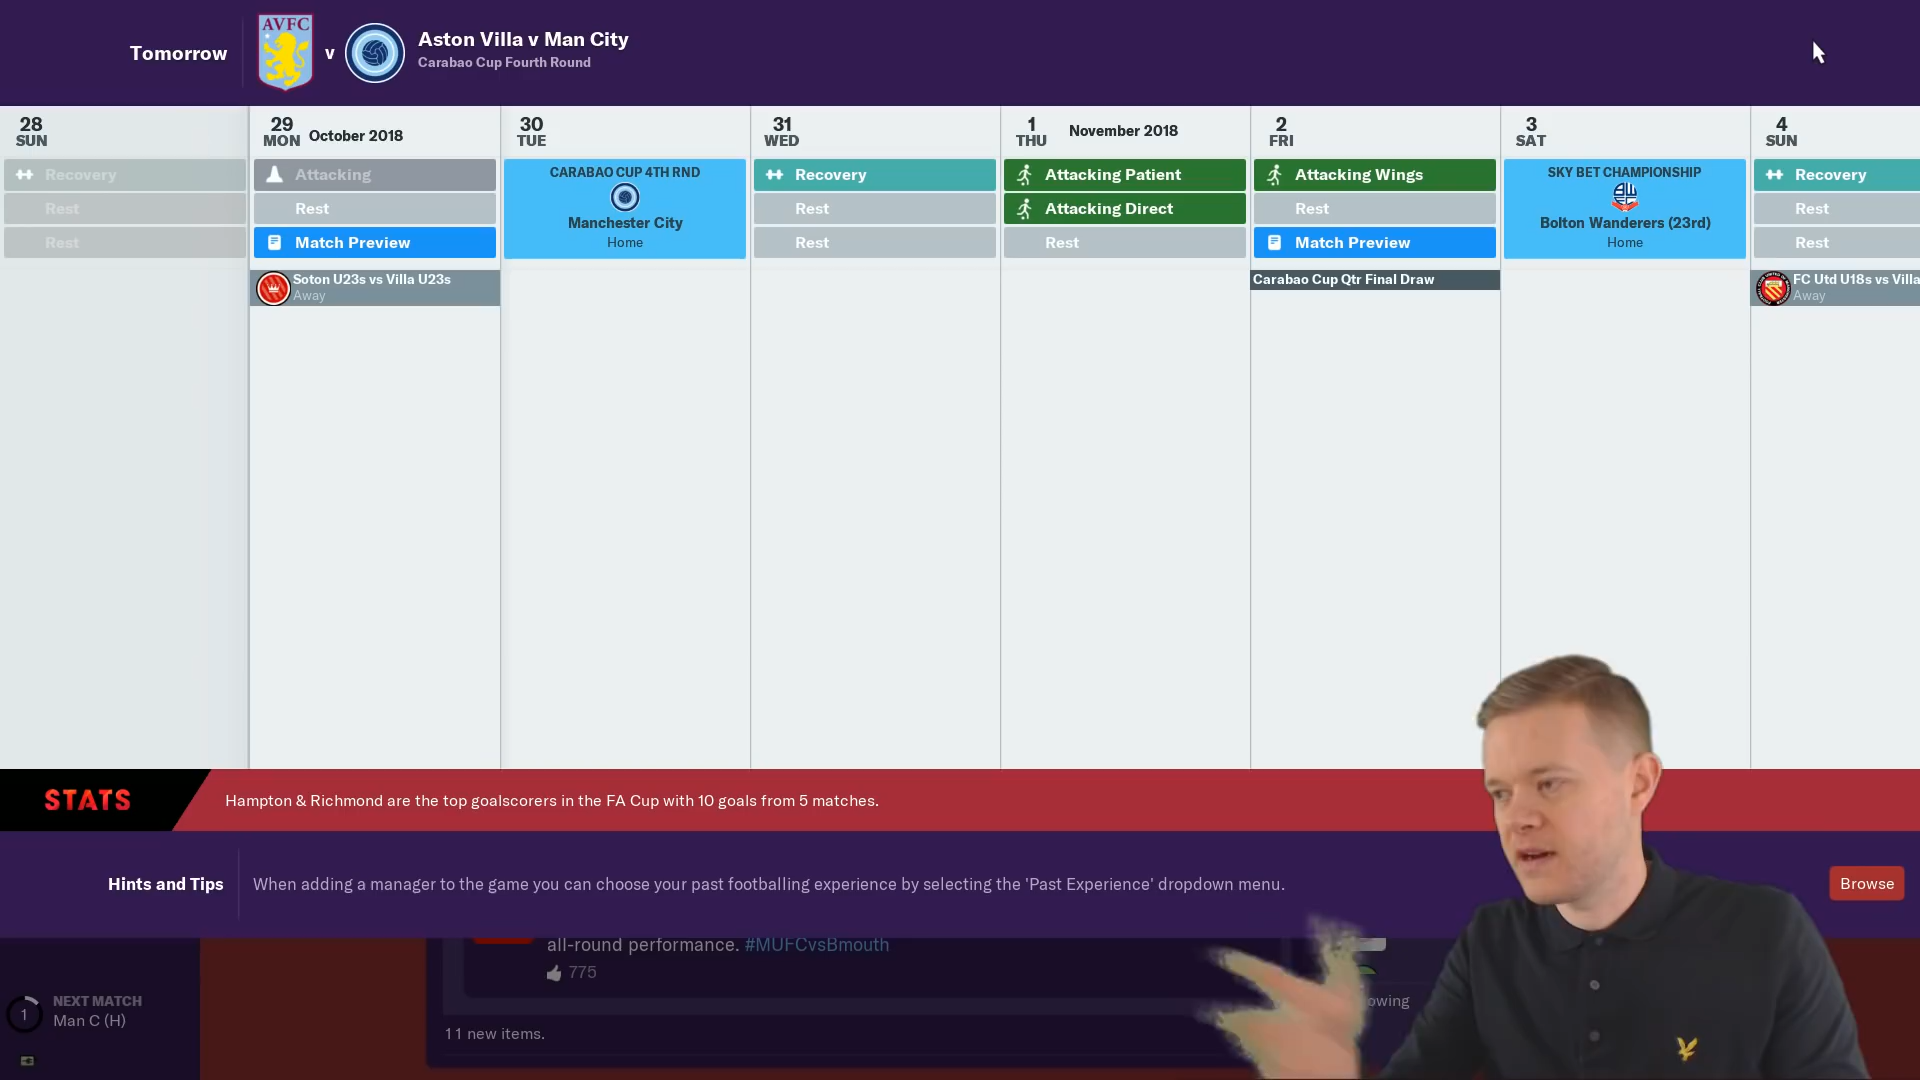 Tomorrow
AVFC
v
Aston Villa v Man City
Carabao Cup Fourth Round
28
SUN
Recovery
Rest
Rest
29
MON
October 2018
Attacking
Rest
Match Preview
Soton U23s vs Villa U23s
Away
30
TUE
CARABAO CUP 4TH RND
Manchester City
Home
31
WED
Recovery
Rest
Rest
1
THU
November 2018
Attacking Patient
Attacking Direct
Rest
2
FRI
Attacking Wings
Rest
Match Preview
Carabao Cup Qtr Final Draw
3
SAT
SKY BET CHAMPIONSHIP
Bolton Wanderers (23rd)
Home
4
SUN
Recovery
Rest
Rest
FC Utd U18s vs Villa
Away
STATS
Hampton & Richmond are the top goalscorers in the FA Cup with 10 goals from 5 matches.
Hints and Tips
When adding a manager to the game you can choose your past footballing experience by selecting the 'Past Experience' dropdown menu.
Browse
all-round performance. #MUFCvsBmouth
775
11 new items.
owing
NEXT MATCH
1
Man C (H)